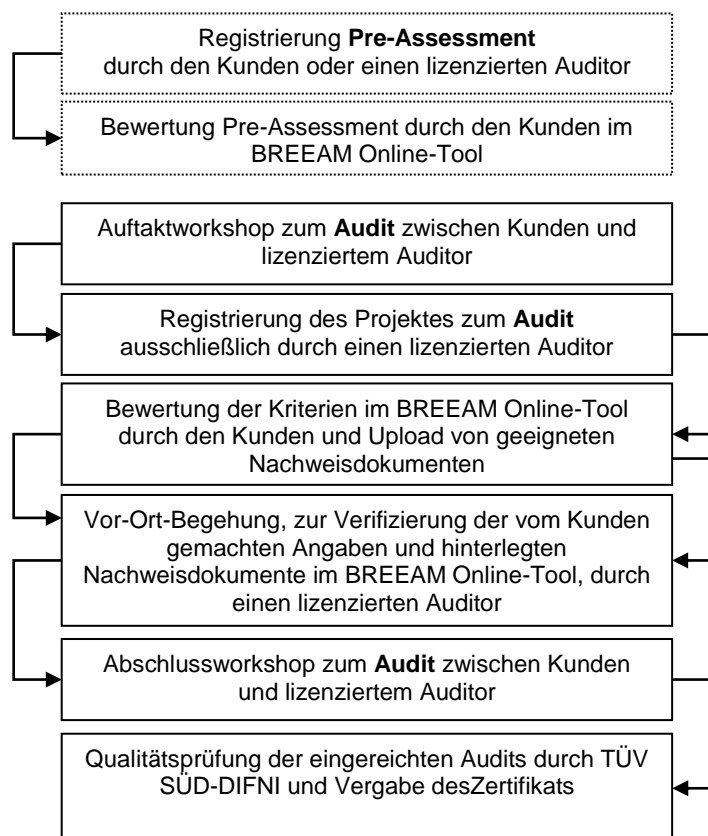 Registrierung Pre-Assessment
durch den Kunden oder einen lizenzierten Auditor
Bewertung Pre-Assessment durch den Kunden im
BREEAM Online-Tool
Auftaktworkshop zum Audit zwischen Kunden und
lizenziertem Auditor
Registrierung des Projektes zum Audit
ausschließlich durch einen lizenzierten Auditor
Bewertung der Kriterien im BREEAM Online-Tool
durch den Kunden und Upload von geeigneten
Nachweisdokumenten
Vor-Ort-Begehung, zur Verifizierung der vom Kunden
gemachten Angaben und hinterlegten
Nachweisdokumente im BREEAM Online-Tool, durch
einen lizenzierten Auditor
Abschlussworkshop zum Audit zwischen Kunden
und lizenziertem Auditor
Qualitätsprüfung der eingereichten Audits durch TÜV
SÜD-DIFNI und Vergabe desZertifikats